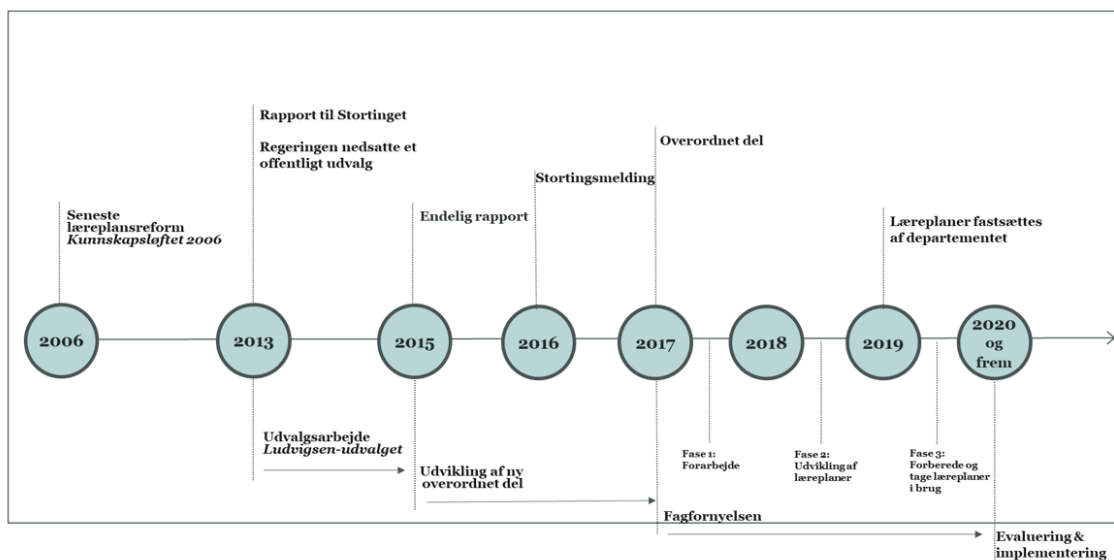 Rapport til Stortinget
Regeringen nedsatte et
offentligt udvalg
Overordnet del
Stortingsmelding
Seneste
læreplansreform
Kunnskapsløftet 2006
Endelig rapport
Læreplaner fastsættes
af departementet
2006
2013
2015
2016
2017
2018
2019
2020
og
frem
Udvalgsarbejde
Ludvigsen-udvalget
Udvikling af ny
overordnet del
Fase 1:
Forarbejde
Fase 2:
Udvikling af
læreplaner
Fase 3:
Forberede og
tage læreplaner
i brug
Fagfornyelsen
Evaluering &
implementering